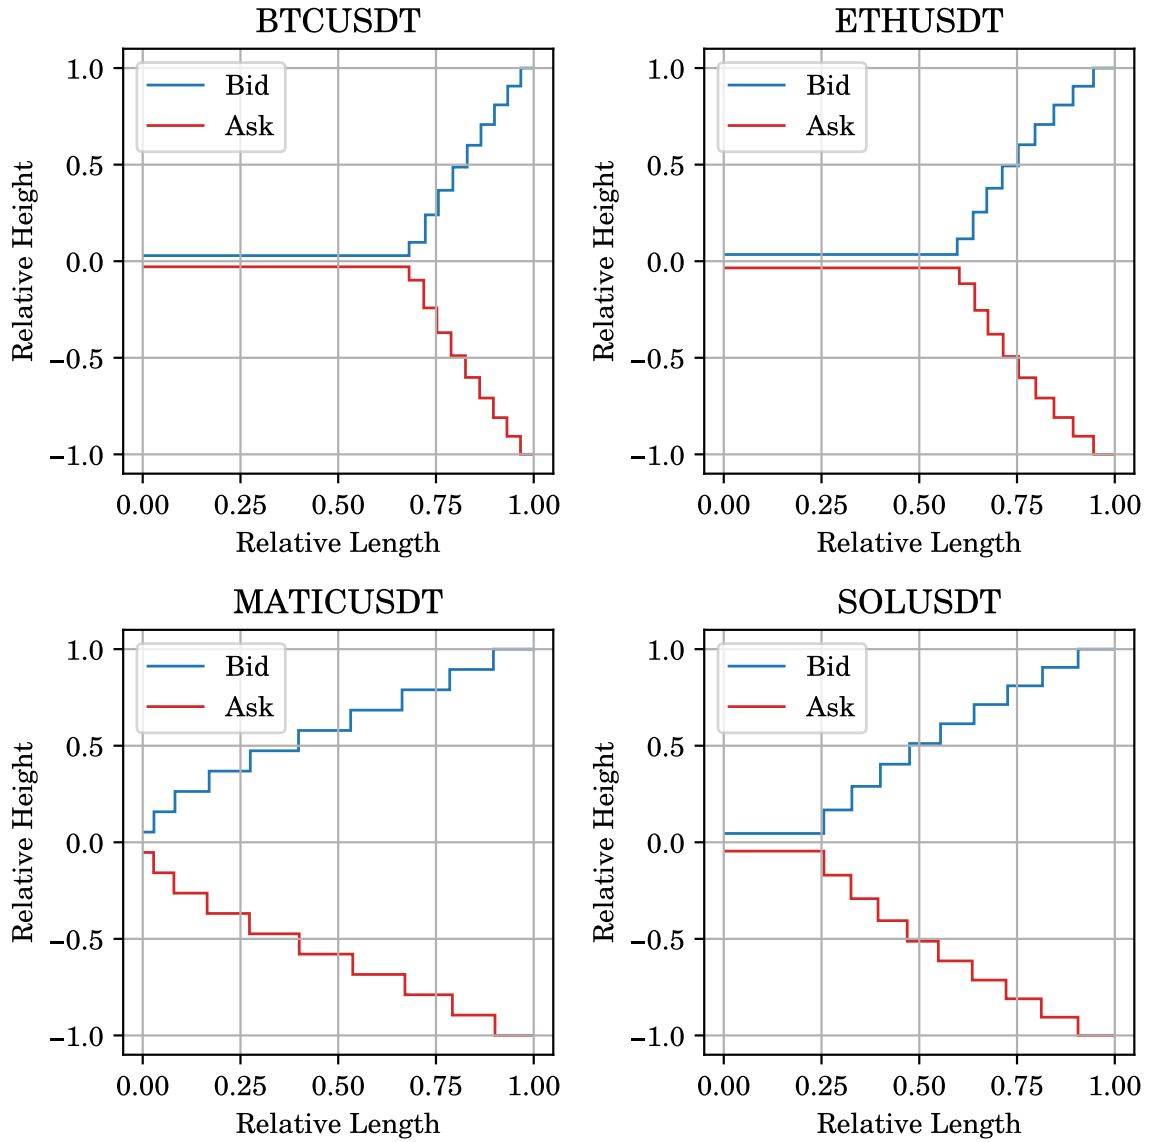 BTCUSDT
Bid
Ask
1.0
0.5
0.0
−0.5
−1.0
Relative Height
0.00 0.25 0.50 0.75 1.00
Relative Length
ETHUSDT
Bid
Ask
1.0
0.5
0.0
−0.5
−1.0
Relative Height
0.00 0.25 0.50 0.75 1.00
Relative Length
MATICUSDT
Bid
Ask
1.0
0.5
0.0
−0.5
−1.0
Relative Height
0.00 0.25 0.50 0.75 1.00
Relative Length
SOLUSDT
Bid
Ask
1.0
0.5
0.0
−0.5
−1.0
Relative Height
0.00 0.25 0.50 0.75 1.00
Relative Length